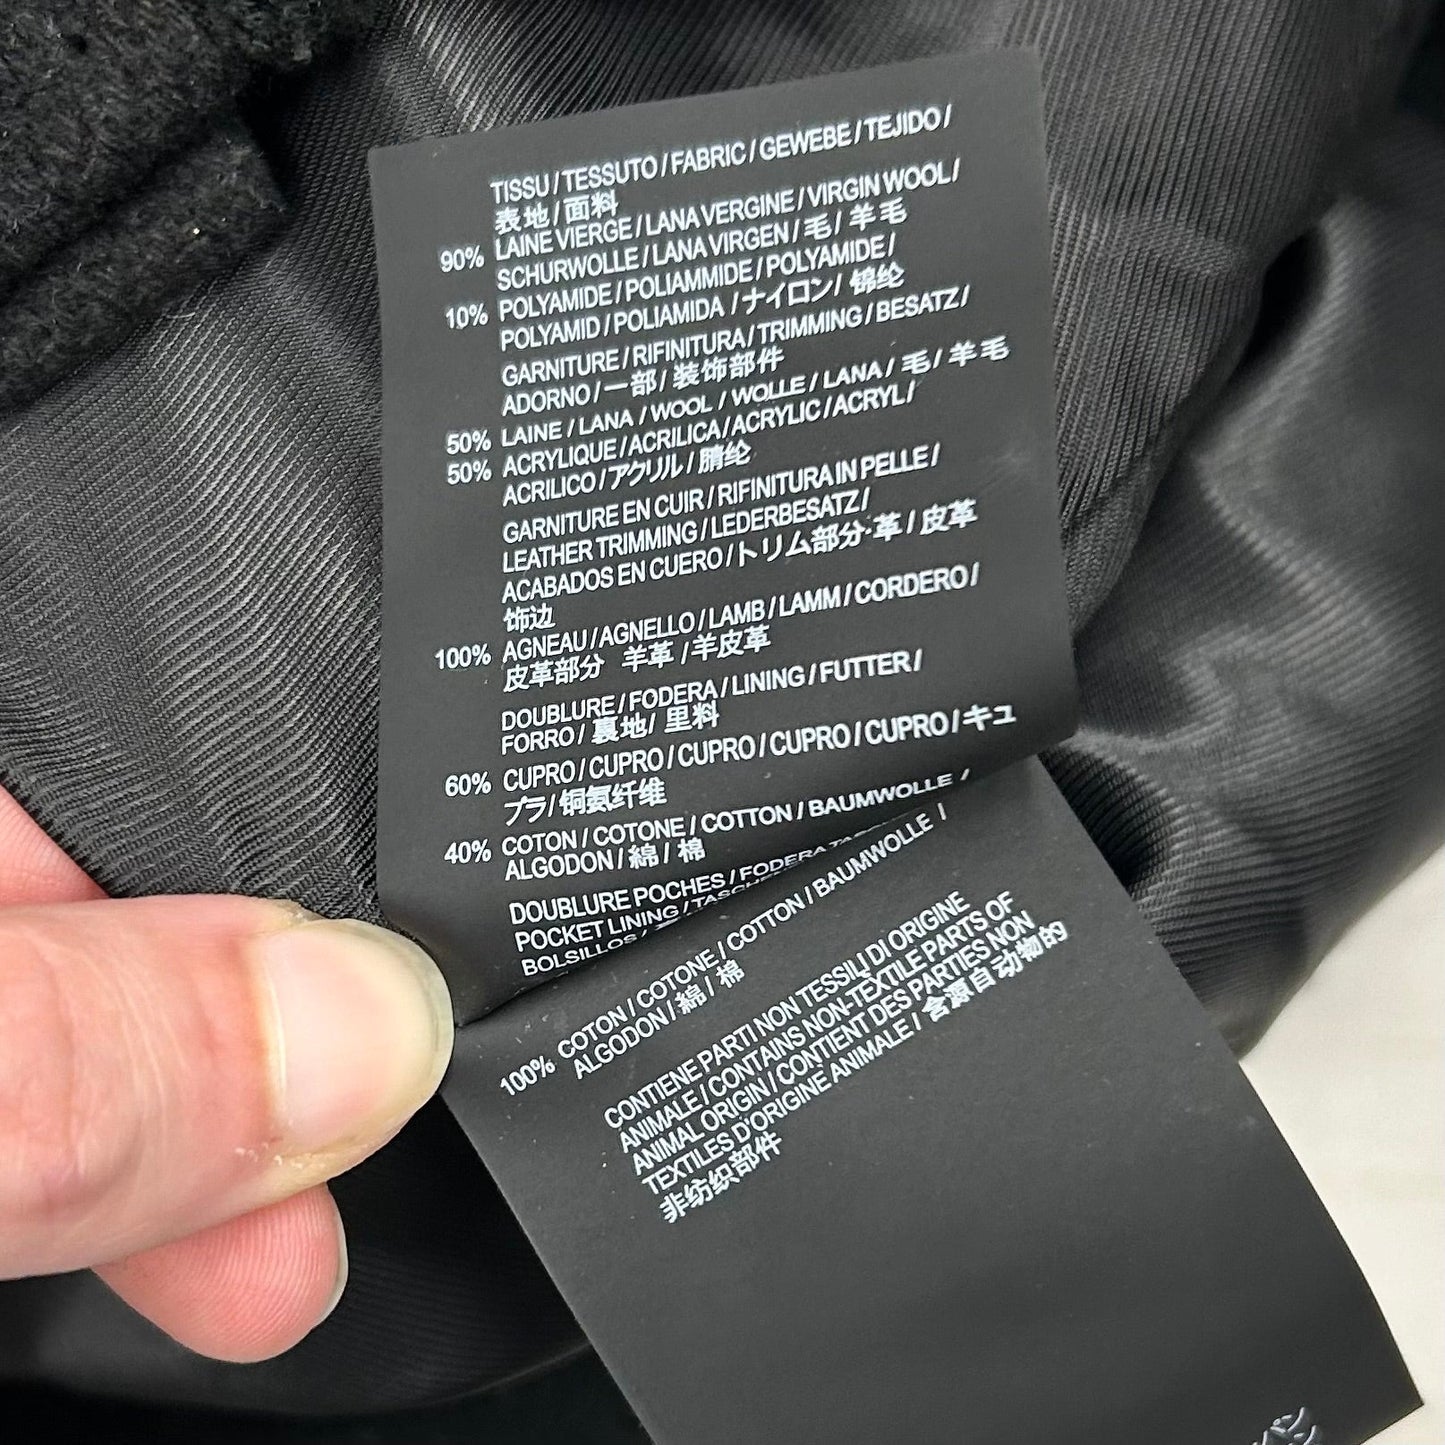 TISSU / TESSUTO / FABRIC / GEWEBE / TEJIDO /
表地 / 面料
90% LAINE VIERGE / LANA VERGINE / VIRGIN WOOL /
SCHURWOLLE / LANA VIRGEN / 毛 / 羊毛
10% POLYAMIDE / POLIAMMIDE / POLYAMIDE /
POLYAMID / POLIAMIDA / ナイロン / 锦纶
GARNITURE / RIFINITURA / TRIMMING / BESATZ /
ADORNO / 一部 / 装饰部件
50% LAINE / LANA / WOOL / WOLLE / LANA / 毛 / 羊毛
50% ACRYLIQUE / ACRILICA / ACRYLIC / ACRYL /
ACRILICO / アクリル / 腈纶
GARNITURE EN CUIR / RIFINITURA IN PELLE /
LEATHER TRIMMING / LEDERBESATZ /
ACABADOS EN CUERO / トリム部分-革 / 皮革
饰边
100% AGNEAU / AGNELLO / LAMB / LAMM / CORDERO /
皮革部分 羊革 / 羊皮革
DOUBLURE / FODERA / LINING / FUTTER /
FORRO / 裏地 / 里料
60% CUPRO / CUPRO / CUPRO / CUPRO / CUPRO / キュ
プラ / 铜氨纤维
40% COTON / COTONE / COTTON / BAUMWOLLE /
ALGODON / 綿 / 棉
DOUBLURE POCHES / FODERA
POCKET LINING /
BOLSILLOS /
100% COTON / COTONE / COTTON / BAUMWOLLE /
ALGODON / 綿 / 棉
CONTIENE PARTI NON TESSILI DI ORIGINE
ANIMALE / CONTAINS NON-TEXTILE PARTS OF
ANIMAL ORIGIN / CONTIENT DES PARTIES NON
TEXTILES D'ORIGINE ANIMALE / 含源自动物的
非纺织部件